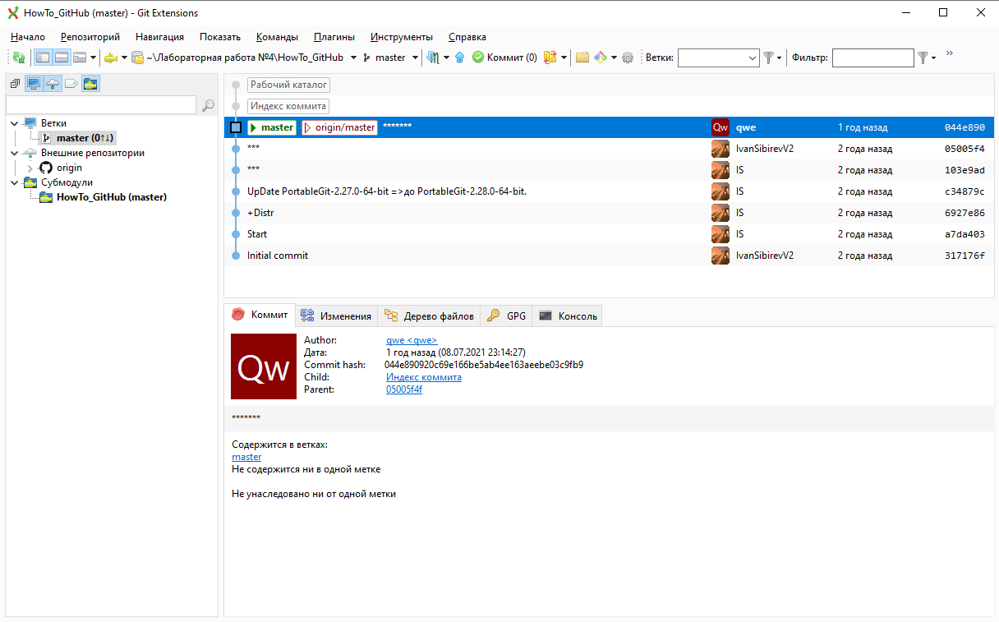 HowTo_GitHub (master) - Git Extensions
Начало Репозиторий Навигация Показать Команды Плагины Инструменты Справка
~\Лабораторная работа №4\HowTo_GitHub master Коммит (0) Ветки: Фильтр: »
Рабочий каталог
Индекс коммита
master origin/master ******* Qw qwe 1 год назад 044e890
*** IvanSibirevV2 2 года назад 05005f4
*** IS 2 года назад 103e9ad
UpDate PortableGit-2.27.0-64-bit =>до PortableGit-2.28.0-64-bit. IS 2 года назад c34879c
+Distr IS 2 года назад 6927e86
Start IS 2 года назад a7da403
Initial commit IvanSibirevV2 2 года назад 317176f
Ветки
master (0↑↓)
Внешние репозитории
origin
Субмодули
HowTo_GitHub (master)
Коммит Изменения Дерево файлов GPG Консоль
Qw
Author: qwe <qwe>
Дата: 1 год назад (08.07.2021 23:14:27)
Commit hash: 044e890920c69e166be5ab4ee163aeebe03c9fb9
Child: Индекс коммита
Parent: 05005f4f
*******
Содержится в ветках:
master
Не содержится ни в одной метке
Не унаследовано ни от одной метки